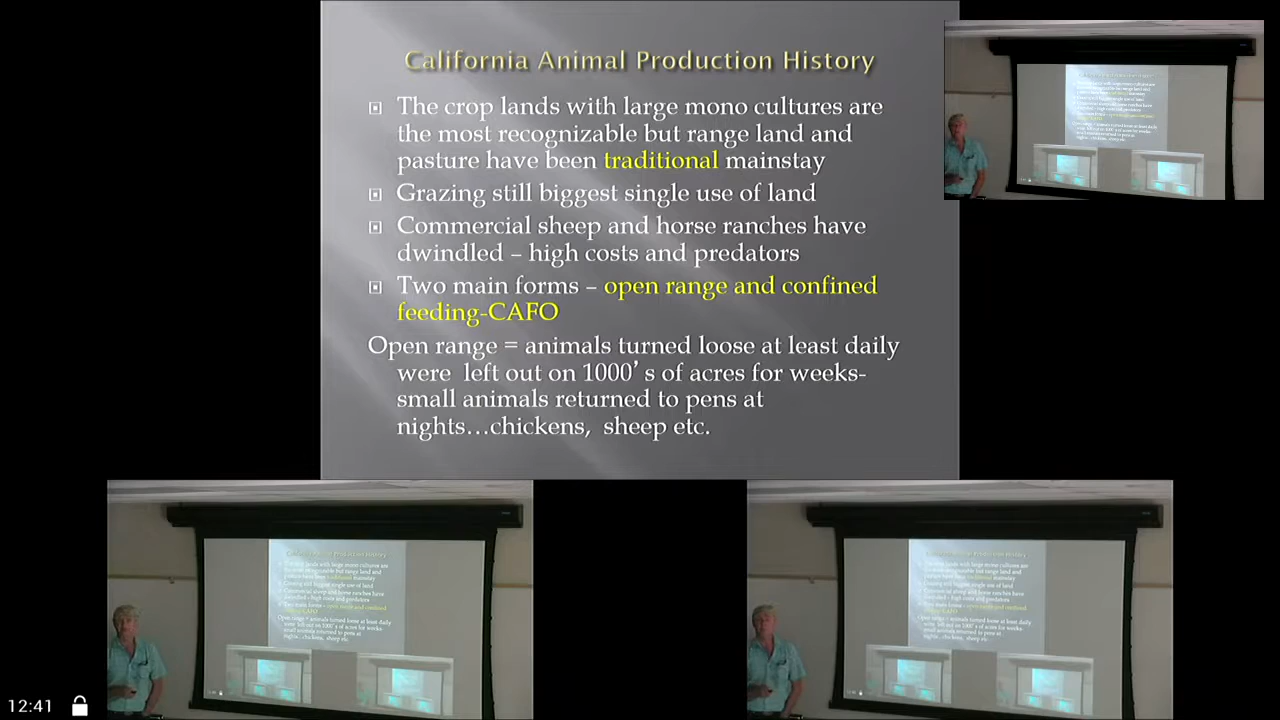 California Animal Production History
The crop lands with large mono cultures are
the most recognizable but range land and
pasture have been traditional mainstay
Grazing still biggest single use of land
Commercial sheep and horse ranches have
dwindled – high costs and predators
Two main forms – open range and confined
feeding-CAFO
Open range = animals turned loose at least daily
were left out on 1000’s of acres for weeks-
small animals returned to pens at
nights…chickens, sheep etc.
12:41